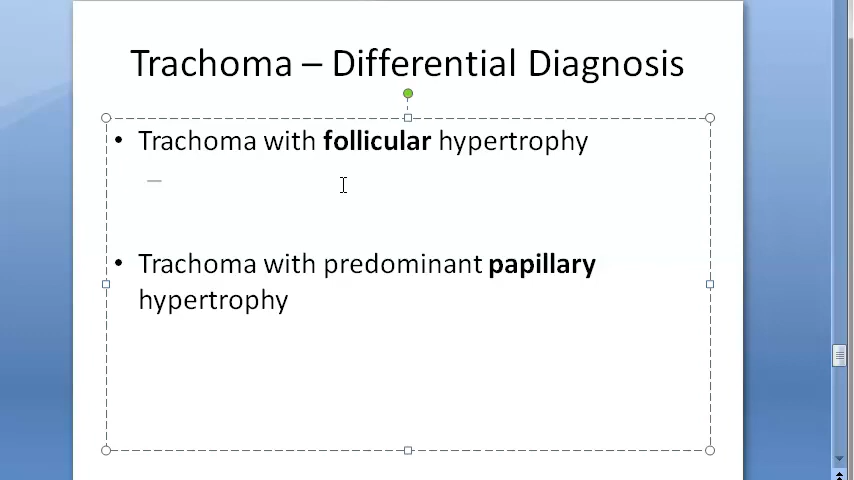 Trachoma – Differential Diagnosis
• Trachoma with follicular hypertrophy
–
• Trachoma with predominant papillary
hypertrophy